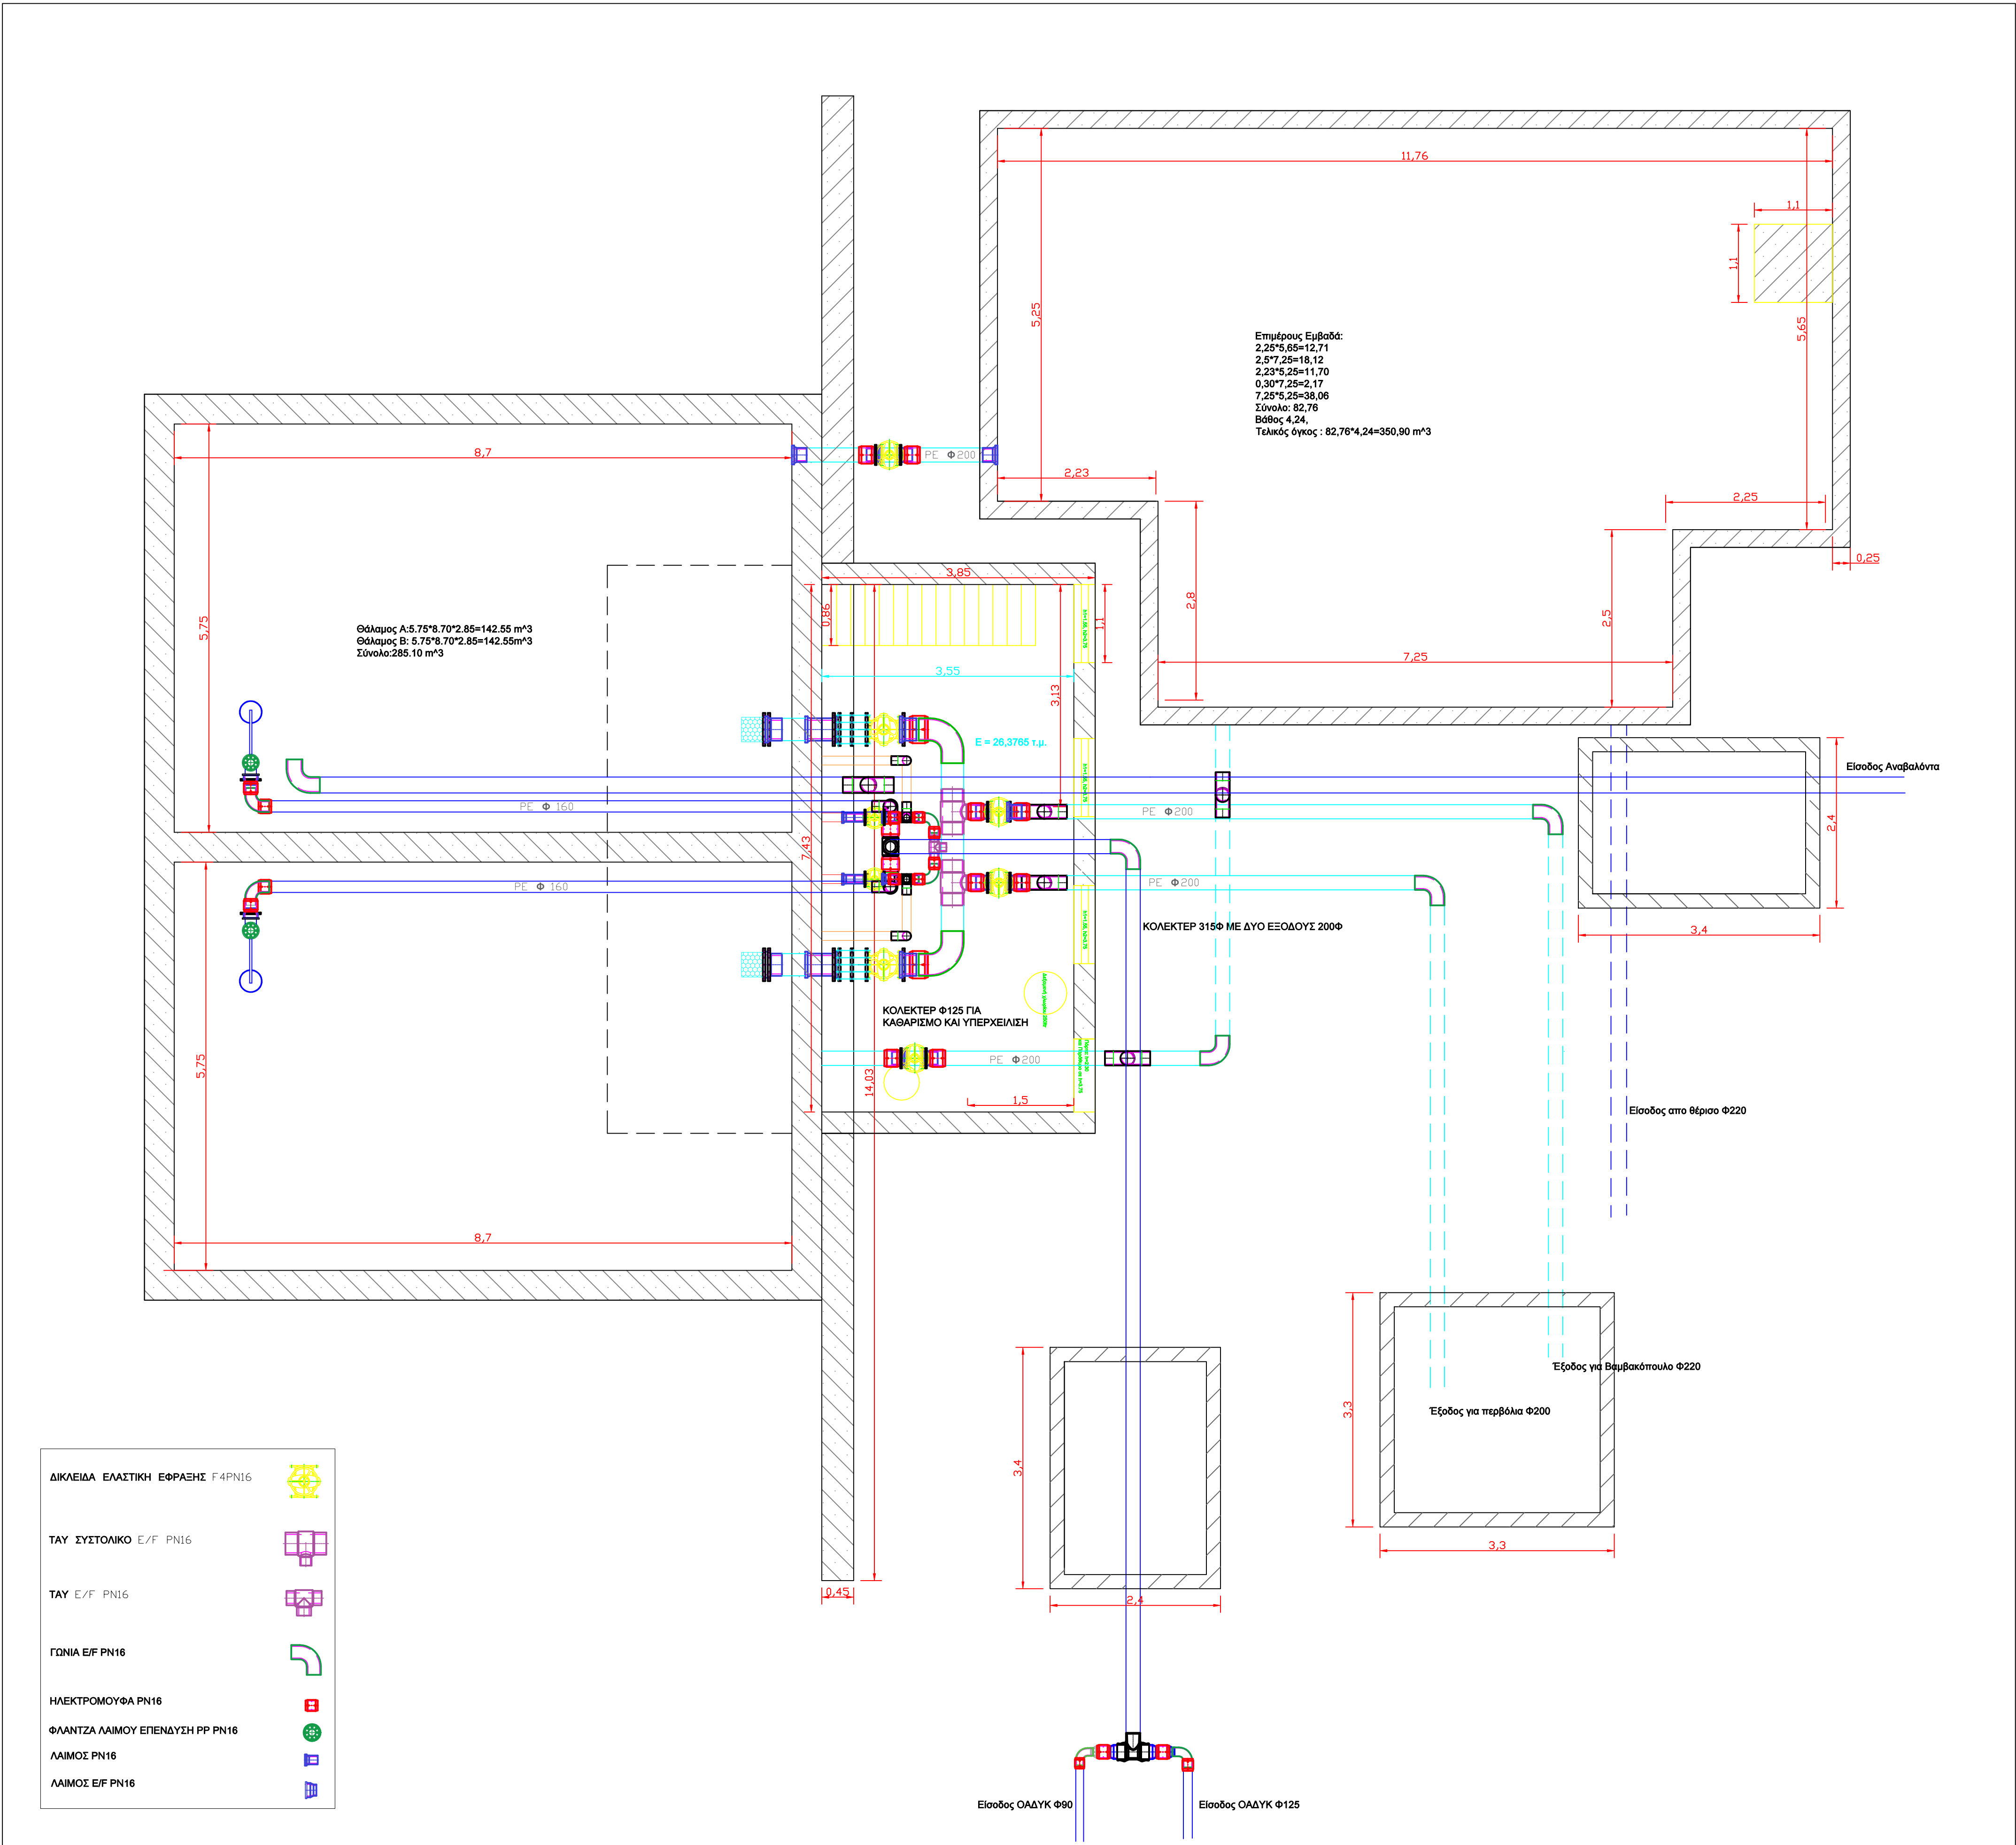 11,76
1,1
1,1
5,25
5,65
Επιμέρους Εμβαδά:
2,25*5,65=12,71
2,5*7,25=18,12
2,23*5,25=11,70
0,30*7,25=2,17
7,25*5,25=38,06
Σύνολο: 82,76
Βάθος 4,24,
Τελικός όγκος : 82,76*4,24=350,90 m^3
8,7
PE Φ200
2,23
2,25
0,25
3,85
2,8
2,5
5,75
0,86
1,1
Θάλαμος Α:5.75*8.70*2.85=142.55 m^3
Θάλαμος Β: 5.75*8.70*2.85=142.55m^3
Σύνολο:285.10 m^3
7,25
3,55
3,13
E = 26,3765 τ.μ.
Είσοδος Αναβαλόντα
PE Φ 160
PE Φ200
2,4
7,43
PE Φ 160
PE Φ200
ΚΟΛΕΚΤΕΡ 315Φ ΜΕ ΔΥΟ ΕΞΟΔΟΥΣ 200Φ
3,4
ΚΟΛΕΚΤΕΡ Φ125 ΓΙΑ
ΚΑΘΑΡΙΣΜΟ ΚΑΙ ΥΠΕΡΧΕΙΛΙΣΗ
PE Φ200
5,75
14,03
1,5
Είσοδος απο θέρισο Φ220
8,7
Έξοδος για Βαμβακόπουλο Φ220
Έξοδος για περβόλια Φ200
3,3
3,4
3,3
0,45
2,4
ΔΙΚΛΕΙΔΑ ΕΛΑΣΤΙΚΗ ΕΦΡΑΞΗΣ F4PN16
ΤΑΥ ΣΥΣΤΟΛΙΚΟ E/F PN16
ΤΑΥ E/F PN16
ΓΩΝΙΑ E/F PN16
ΗΛΕΚΤΡΟΜΟΥΦΑ PN16
ΦΛΑΝΤΖΑ ΛΑΙΜΟΥ ΕΠΕΝΔΥΣΗ PP PN16
ΛΑΙΜΟΣ PN16
ΛΑΙΜΟΣ E/F PN16
Είσοδος ΟΑΔΥΚ Φ90
Είσοδος ΟΑΔΥΚ Φ125